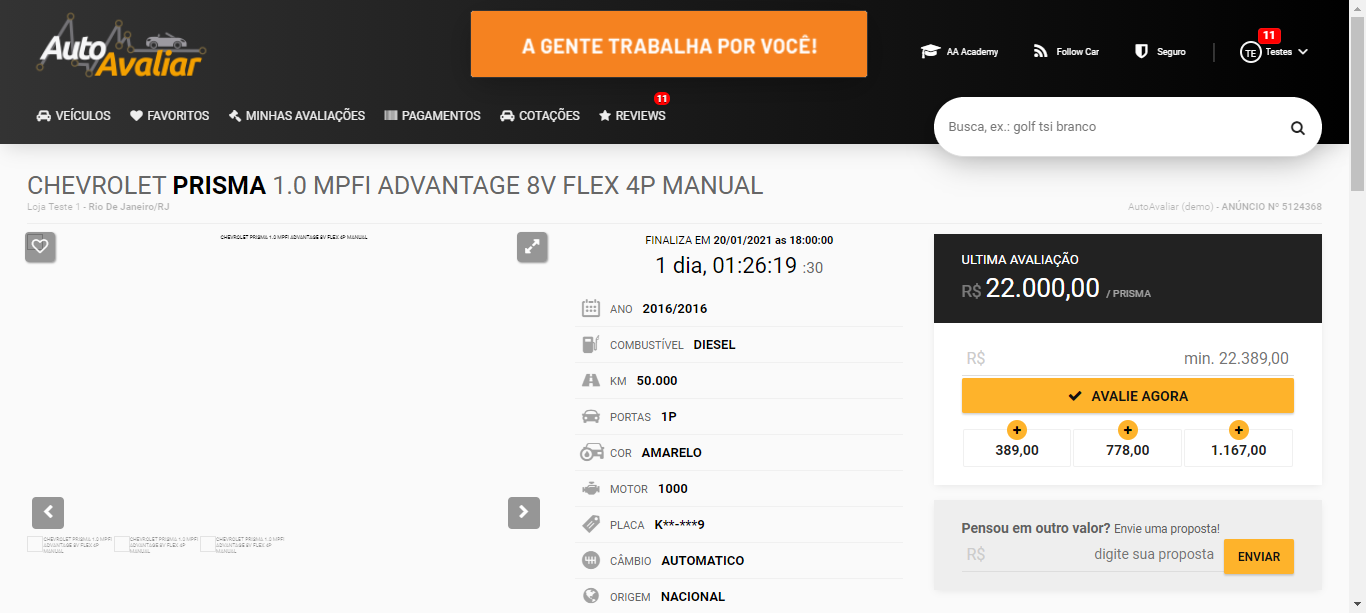 AutoAvaliar
A GENTE TRABALHA POR VOCÊ!
AA Academy
Follow Car
Seguro
TE
11
Testes
VEÍCULOS
FAVORITOS
MINHAS AVALIAÇÕES
PAGAMENTOS
COTAÇÕES
REVIEWS
11
Busca, ex.: golf tsi branco
CHEVROLET PRISMA 1.0 MPFI ADVANTAGE 8V FLEX 4P MANUAL
Loja Teste 1 - Rio De Janeiro/RJ
AutoAvaliar (demo) - ANÚNCIO Nº 5124368
CHEVROLET PRISMA 1.0 MPFI ADVANTAGE 8V FLEX 4P MANUAL
CHEVROLET PRISMA 1.0 MPFI
ADVANTAGE 8V FLEX 4P
MANUAL
CHEVROLET PRISMA 1.0 MPFI
ADVANTAGE 8V FLEX 4P
MANUAL
CHEVROLET PRISMA 1.0 MPFI
ADVANTAGE 8V FLEX 4P
MANUAL
FINALIZA EM 20/01/2021 as 18:00:00
1 dia, 01:26:19 :30
ANO 2016/2016
COMBUSTÍVEL DIESEL
KM 50.000
PORTAS 1P
COR AMARELO
MOTOR 1000
PLACA K**-***9
CÂMBIO AUTOMATICO
ORIGEM NACIONAL
ULTIMA AVALIAÇÃO
R$ 22.000,00 / PRISMA
R$ min. 22.389,00
AVALIE AGORA
+ + +
389,00 778,00 1.167,00
Pensou em outro valor? Envie uma proposta!
R$ digite sua proposta ENVIAR